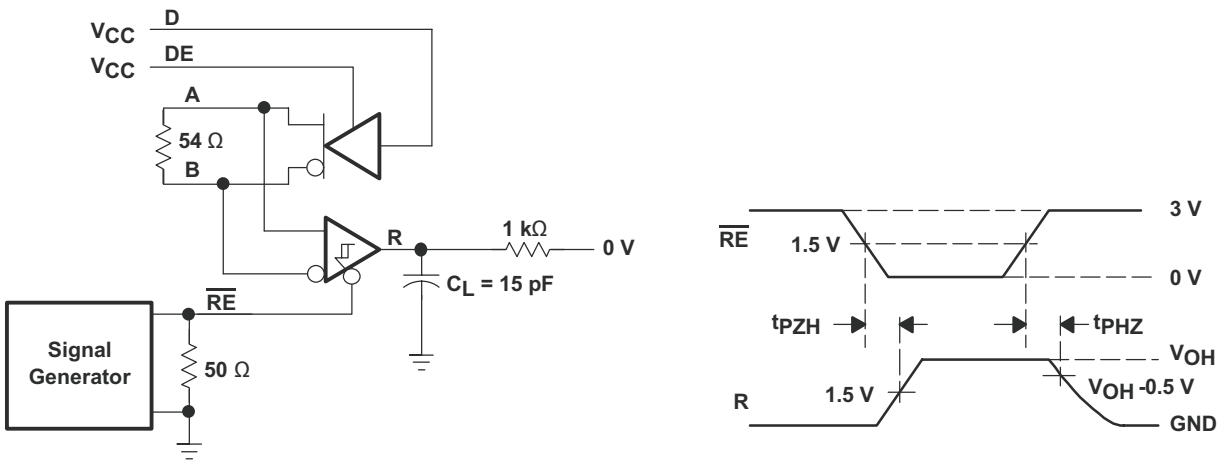 VCC D
VCC DE
A
54 Ω
B
R
1 kΩ
0 V
CL = 15 pF
RE
Signal
Generator
50 Ω
3 V
RE
1.5 V
0 V
tPZH
tPHZ
VOH
1.5 V
VOH -0.5 V
R
GND